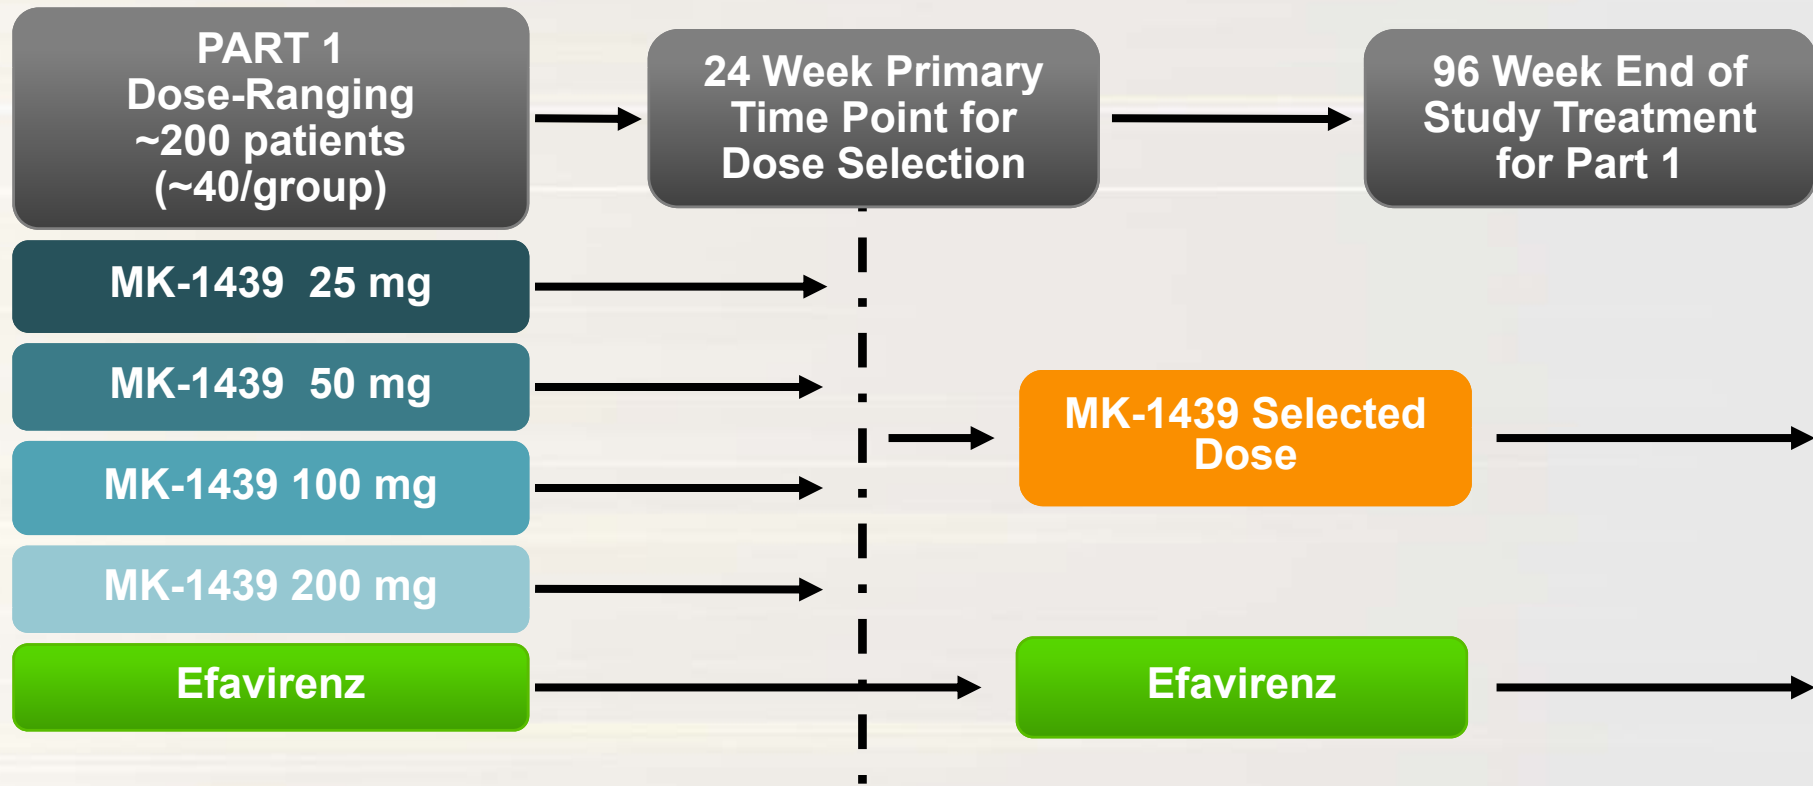 PART 1
Dose-Ranging
~200 patients
(~40/group)
24 Week Primary
Time Point for
Dose Selection
96 Week End of
Study Treatment
for Part 1
MK-1439  25 mg
MK-1439  50 mg
MK-1439 100 mg
MK-1439 200 mg
Efavirenz
MK-1439 Selected
Dose
Efavirenz